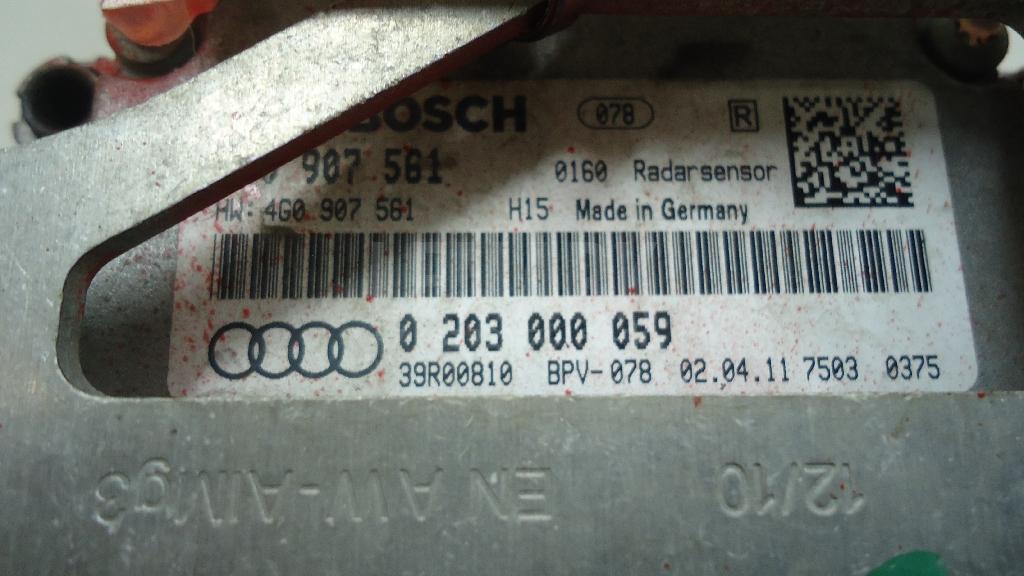 BOSCH 078 R
907 561 0160 Radarsensor
HW: 4G0 907 561 H15 Made in Germany
0 203 000 059
39R00810 BPV-078 02.04.11 7503 0375
EN AW-AlMg3 12/10